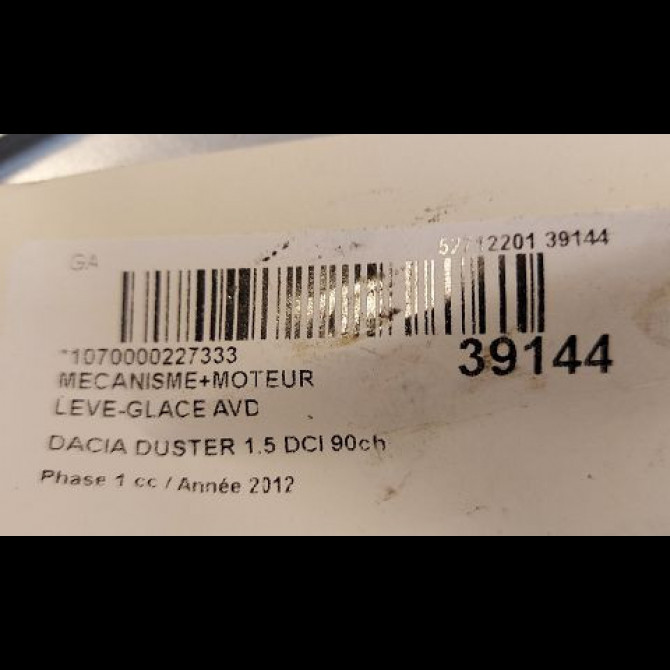 GA
39144
1070000227333
39144
MECANISME+MOTEUR
LEVE-GLACE AVD
DACIA DUSTER 1.5 DCI 90ch
Phase 1 cc / Année 2012